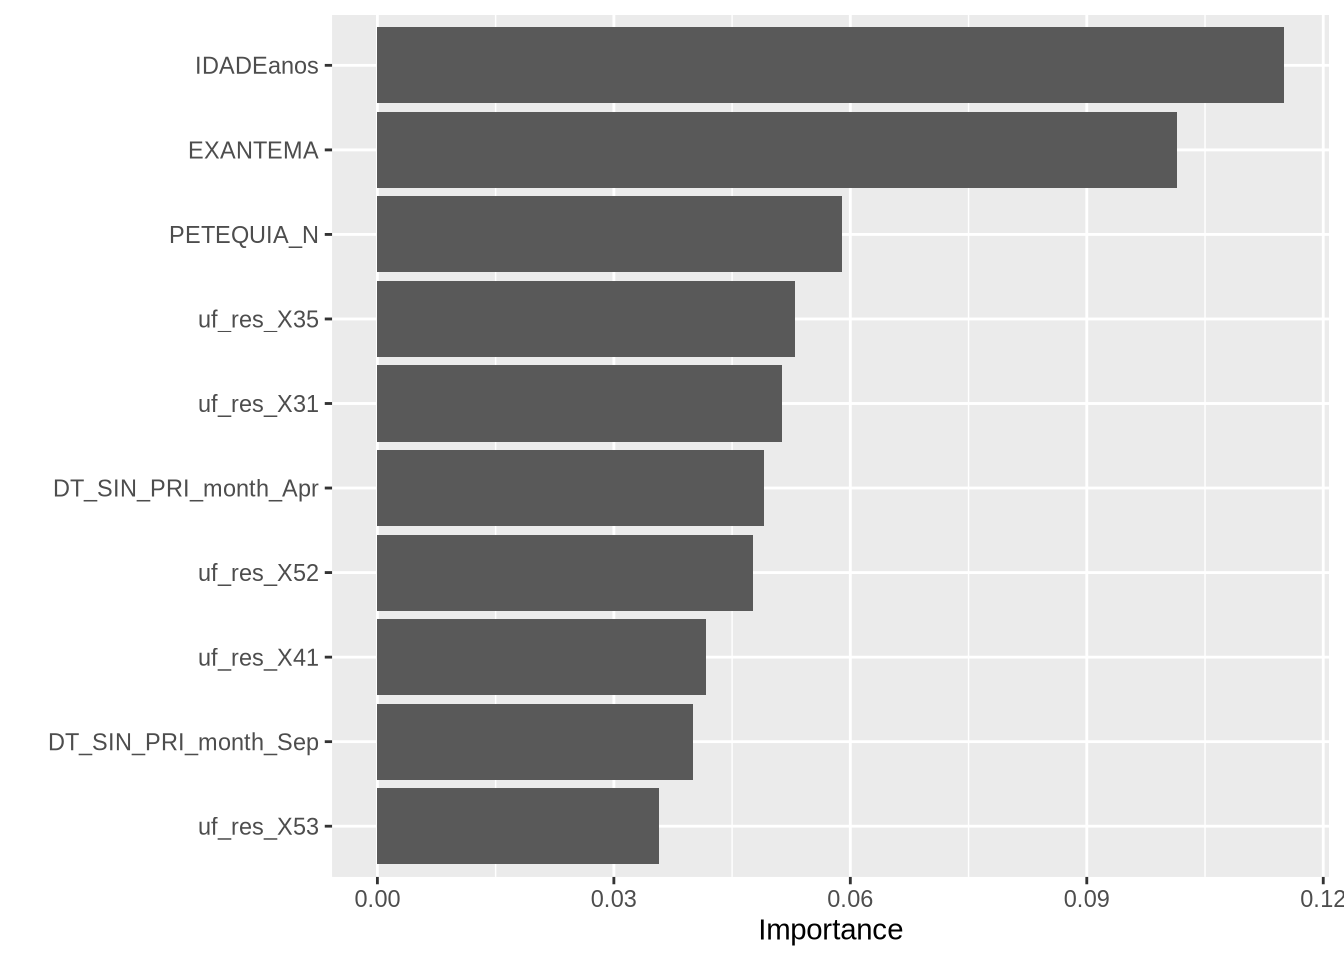 IDADEanos
EXANTEMA
PETEQUIA_N
uf_res_X35
uf_res_X31
DT_SIN_PRI_month_Apr
uf_res_X52
uf_res_X41
DT_SIN_PRI_month_Sep
uf_res_X53
0.00 0.03 0.06 0.09 0.12
Importance